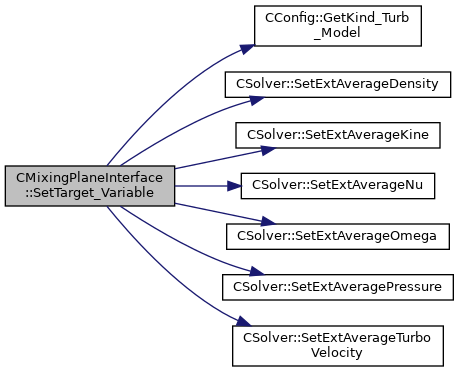 CConfig::GetKind_Turb
_Model
CSolver::SetExtAverageDensity
CSolver::SetExtAverageKine
CMixingPlaneInterface
::SetTarget_Variable
CSolver::SetExtAverageNu
CSolver::SetExtAverageOmega
CSolver::SetExtAveragePressure
CSolver::SetExtAverageTurbo
Velocity